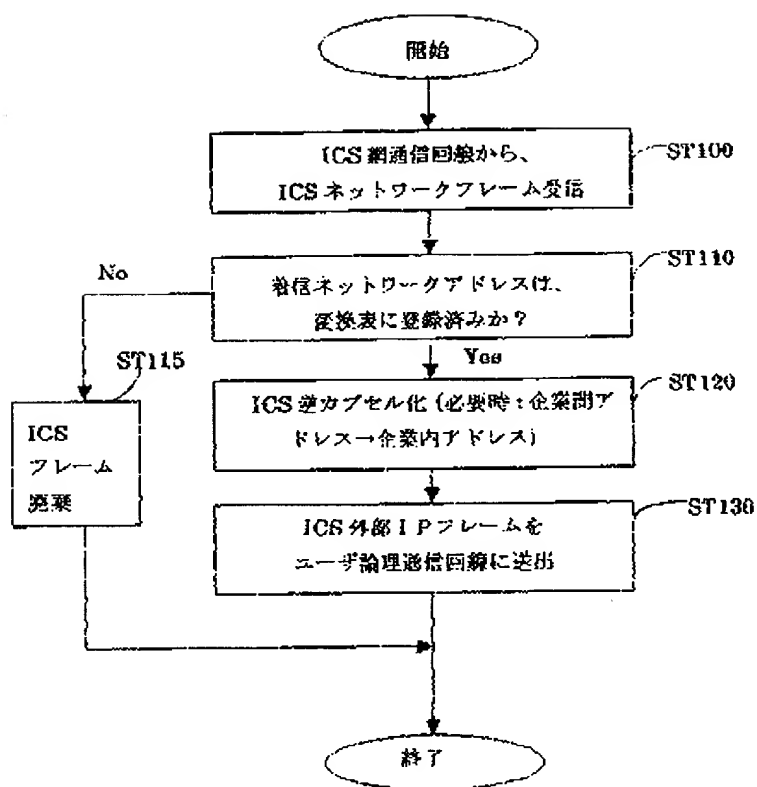 開始
ICS 網通信回線から、
ICS ネットワークフレーム受信
ST100
No
着信ネットワークアドレスは、
変換表に登録済みか？
ST110
Yes
ST115
ICS
フレーム
廃棄
ICS 逆カプセル化 (必要時：企業間ア
ドレス→企業内アドレス)
ST120
ICS 外部ＩＰフレームを
ユーザ論理通信回線に送出
ST130
終了